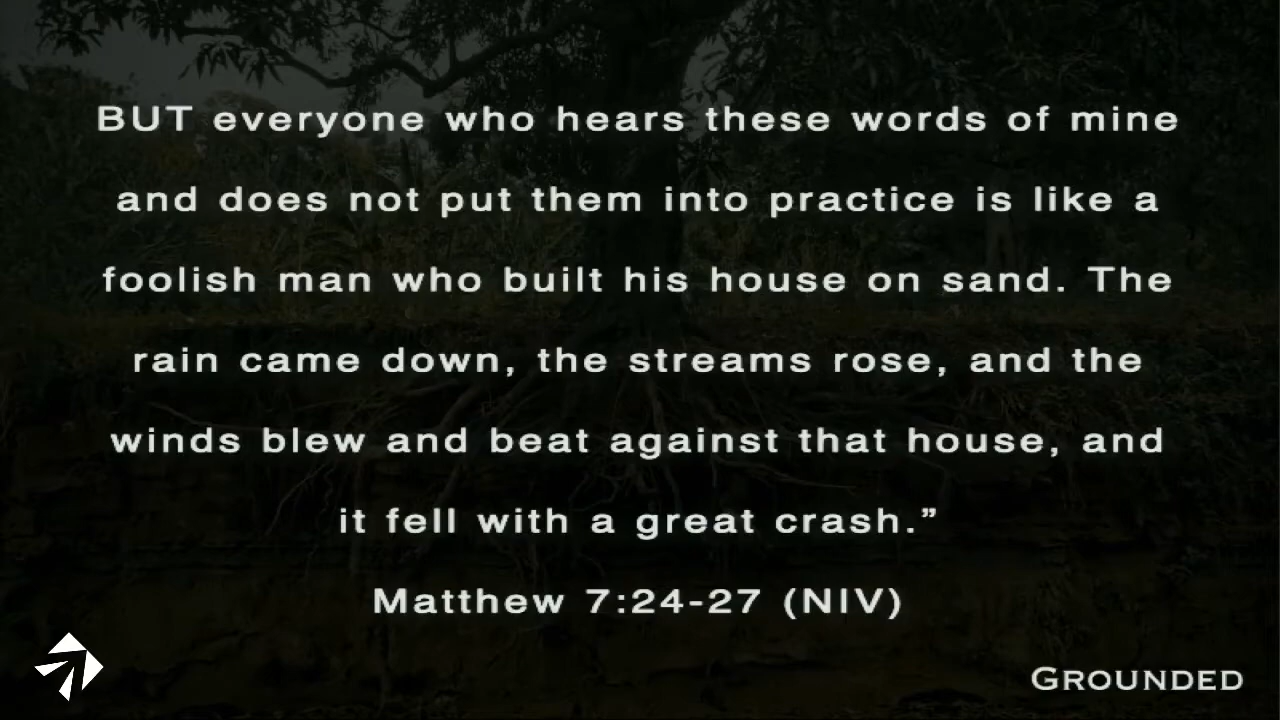 BUT everyone who hears these words of mine
and does not put them into practice is like a
foolish man who built his house on sand. The
rain came down, the streams rose, and the
winds blew and beat against that house, and
it fell with a great crash.”
Matthew 7:24-27 (NIV)
GROUNDED